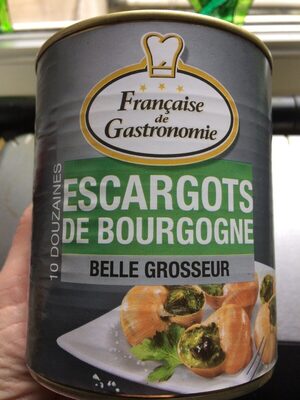 Française
de
Gastronomie
10 DOUZAINES
ESCARGOTS
DE BOURGOGNE
BELLE GROSSEUR